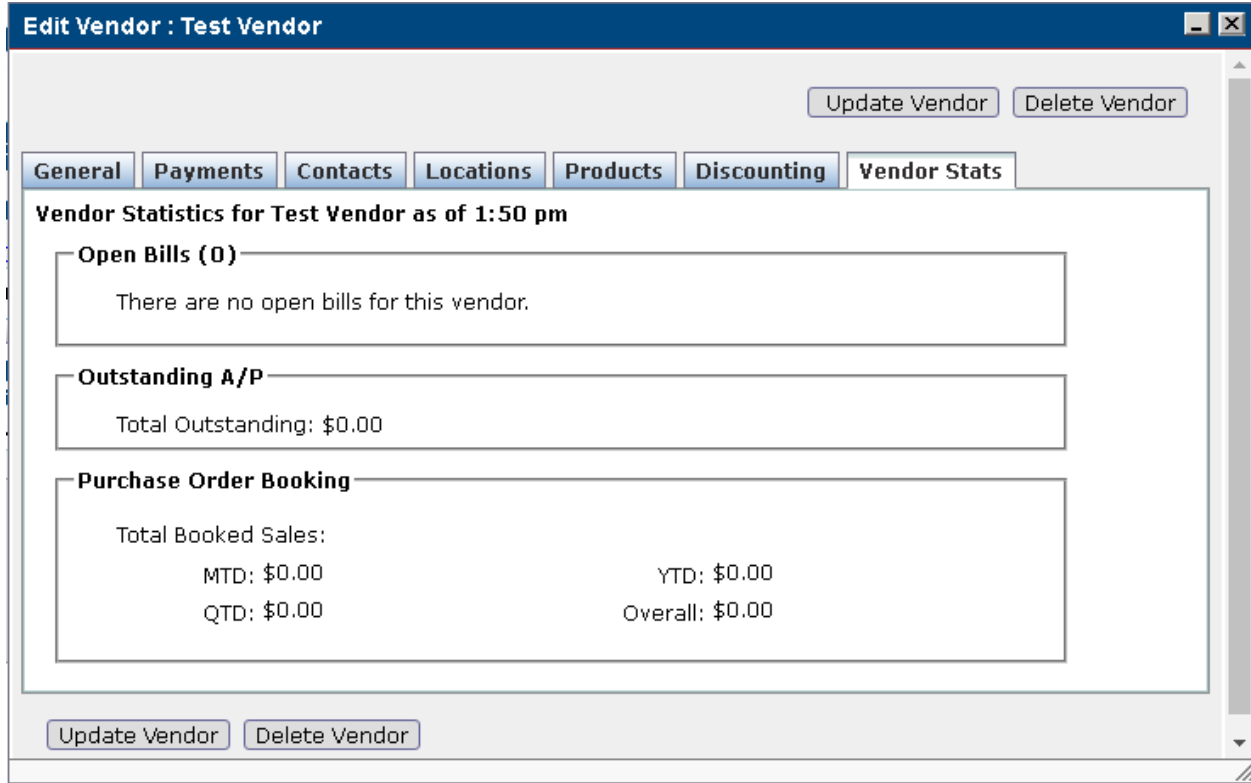 Edit Vendor : Test Vendor
Update Vendor Delete Vendor
General Payments Contacts Locations Products Discounting Vendor Stats
Vendor Statistics for Test Vendor as of 1:50 pm
Open Bills (0)
There are no open bills for this vendor.
Outstanding A/P
Total Outstanding: $0.00
Purchase Order Booking
Total Booked Sales:
MTD: $0.00 YTD: $0.00
QTD: $0.00 Overall: $0.00
Update Vendor Delete Vendor